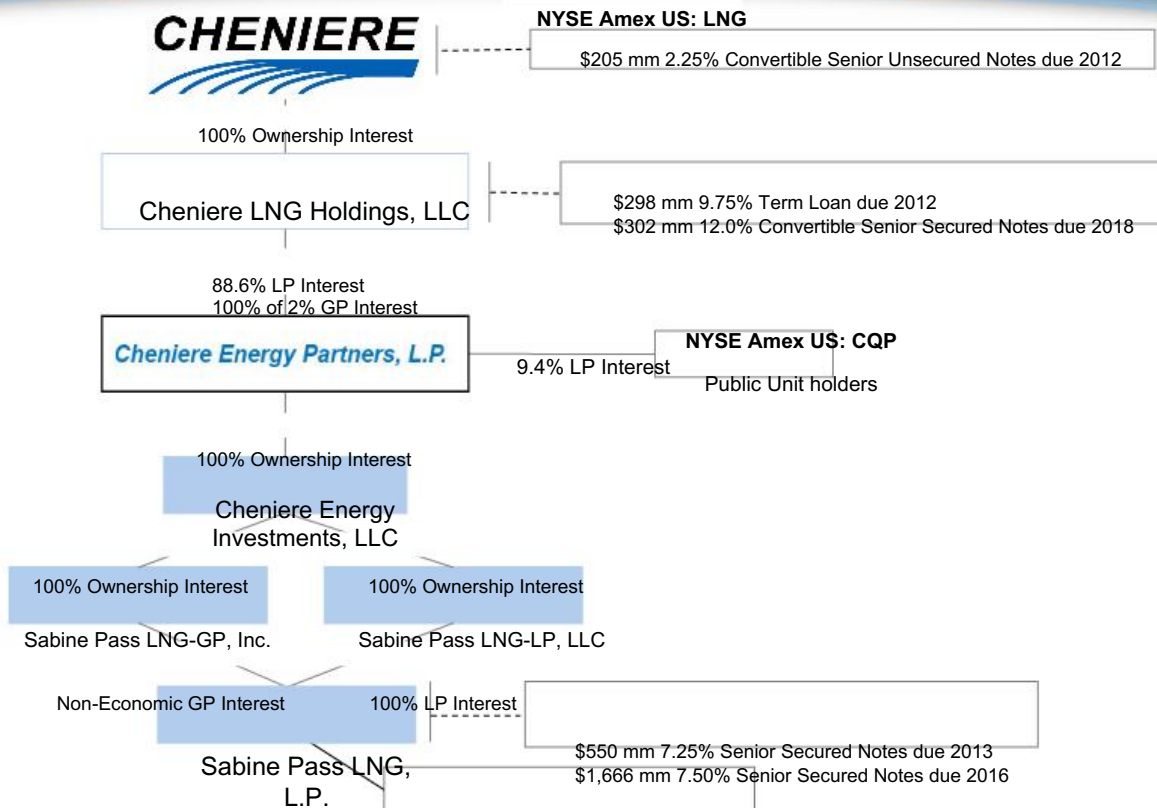 CHENIERE
NYSE Amex US: LNG
$205 mm 2.25% Convertible Senior Unsecured Notes due 2012
100% Ownership Interest
Cheniere LNG Holdings, LLC
$298 mm 9.75% Term Loan due 2012
$302 mm 12.0% Convertible Senior Secured Notes due 2018
88.6% LP Interest
100% of 2% GP Interest
Cheniere Energy Partners, L.P.
9.4% LP Interest
NYSE Amex US: CQP
Public Unit holders
100% Ownership Interest
Cheniere Energy
Investments, LLC
100% Ownership Interest
100% Ownership Interest
Sabine Pass LNG-GP, Inc.
Sabine Pass LNG-LP, LLC
Non-Economic GP Interest
100% LP Interest
Sabine Pass LNG,
L.P.
$550 mm 7.25% Senior Secured Notes due 2013
$1,666 mm 7.50% Senior Secured Notes due 2016